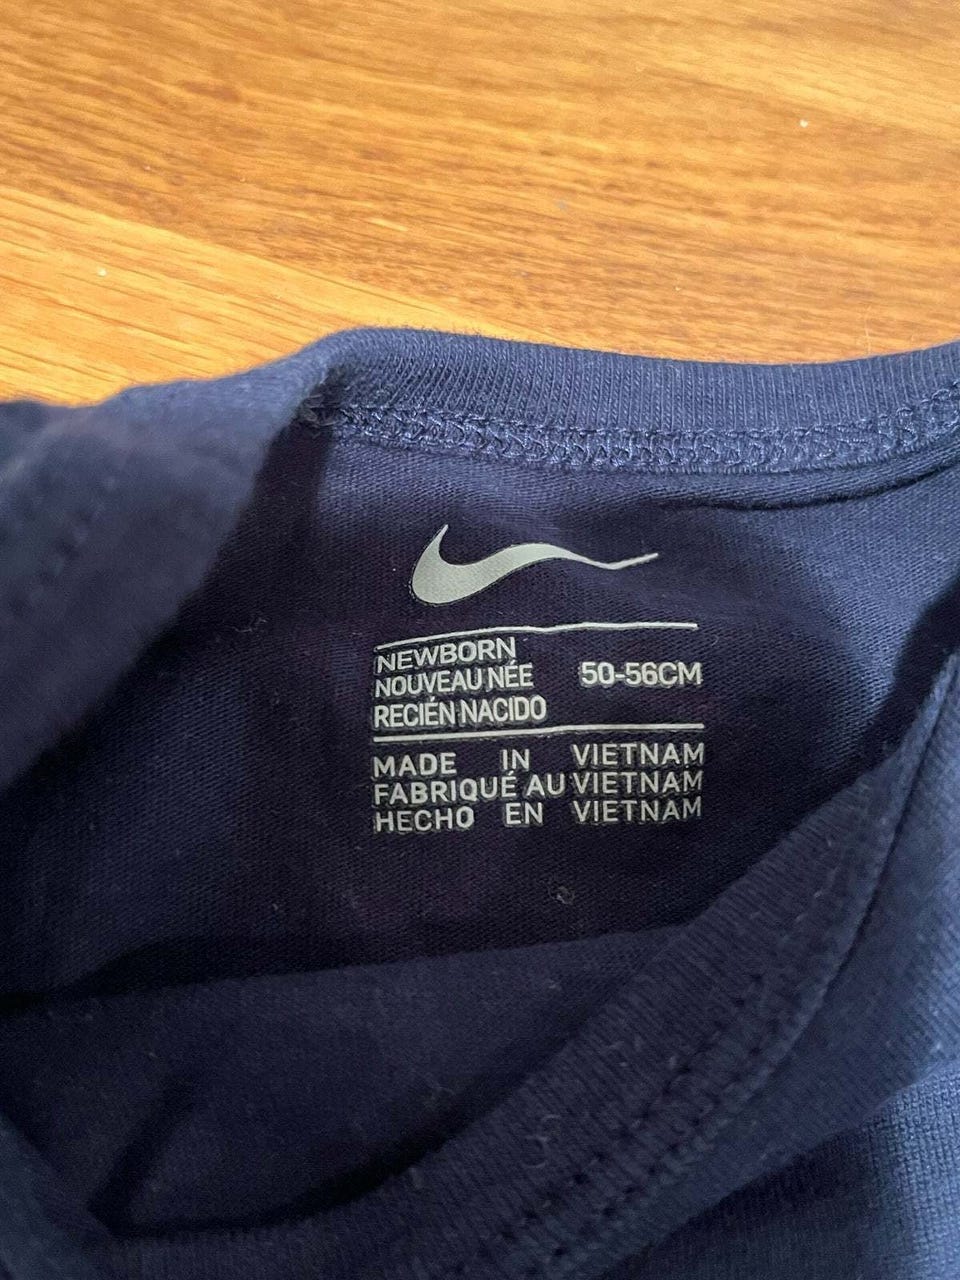 NEWBORN
NOUVEAU NÉE
RECIÉN NACIDO
50-56CM
MADE IN VIETNAM
FABRIQUÉ AU VIETNAM
HECHO EN VIETNAM